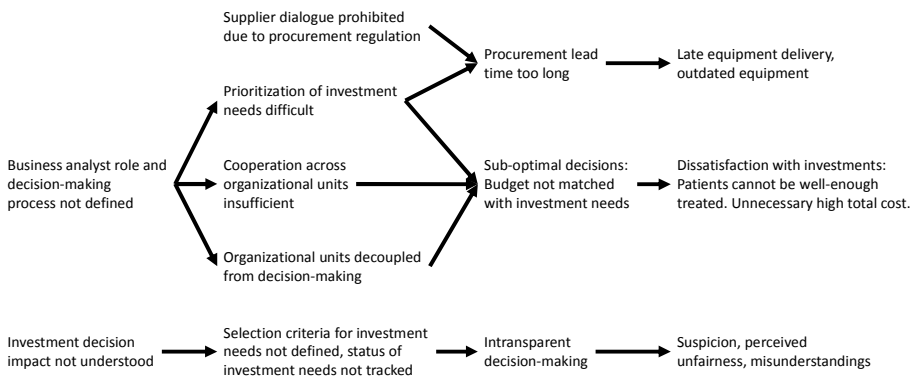 Supplier dialogue prohibited
due to procurement regulation
Procurement lead
time too long
Late equipment delivery,
outdated equipment
Prioritization of investment
needs difficult
Business analyst role and
decision-making
process not defined
Cooperation across
organizational units
insufficient
Sub-optimal decisions:
Budget not matched
with investment needs
Dissatisfaction with investments:
Patients cannot be well-enough
treated. Unnecessary high total cost.
Organizational units decoupled
from decision-making
Investment decision
impact not understood
Selection criteria for investment
needs not defined, status of
investment needs not tracked
Intransparent
decision-making
Suspicion, perceived
unfairness, misunderstandings